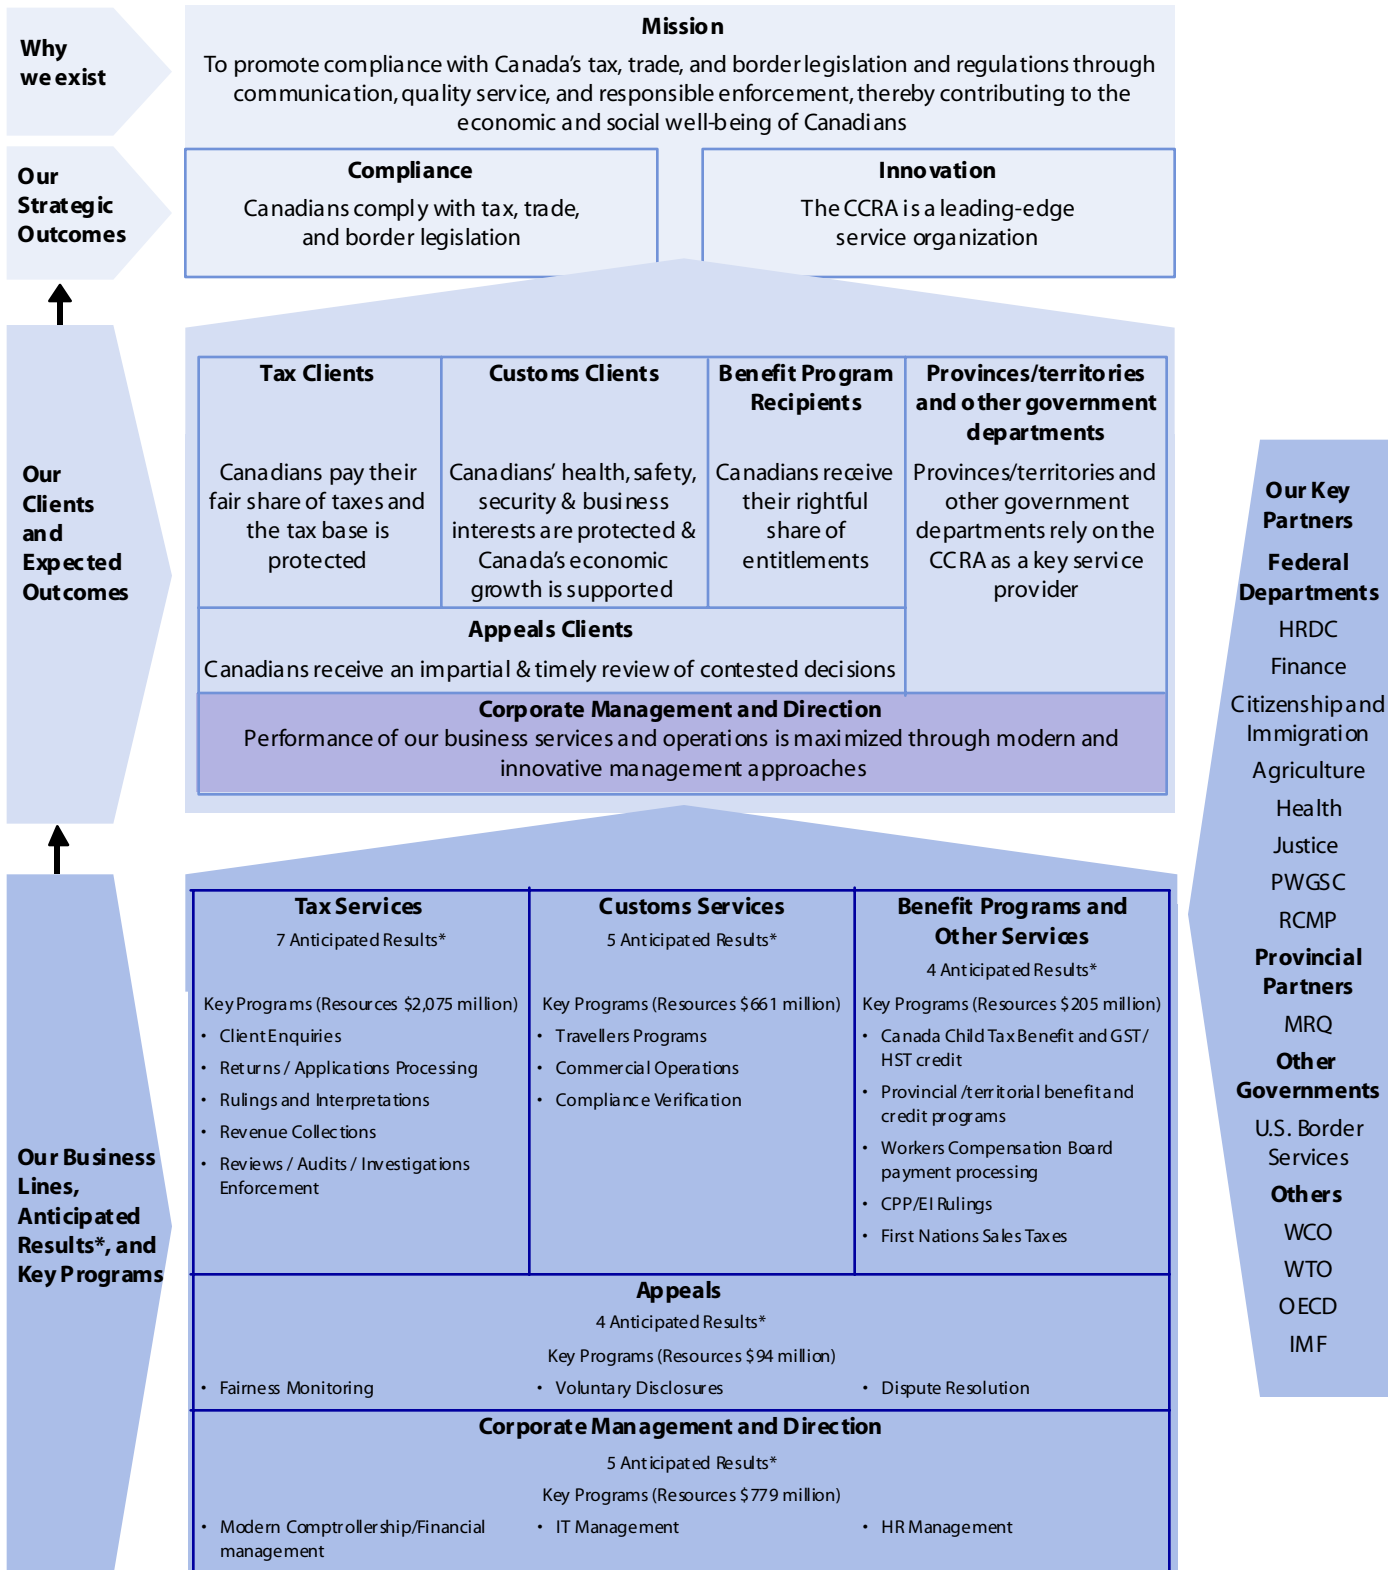 Why
we exist
Mission
To promote compliance with Canada's tax, trade, and border legislation and regulations through
communication, quality service, and responsible enforcement, thereby contributing to the
economic and social well-being of Canadians
Our
Strategic
Outcomes
Compliance
Canadians comply with tax, trade,
and border legislation
Innovation
The CCRA is a leading-edge
service organization
Our
Clients
and
Expected
Outcomes
Tax Clients
Canadians pay their
fair share of taxes and
the tax base is
protected
Customs Clients
Canadians' health, safety,
security & business
interests are protected &
Canada's economic
growth is supported
Benefit Program
Recipients
Canadians receive
their rightful
share of
entitlements
Provinces/territories
and other government
departments
Provinces/territories and
other government
departments rely on the
CCRA as a key service
provider
Appeals Clients
Canadians receive an impartial & timely review of contested decisions
Corporate Management and Direction
Performance of our business services and operations is maximized through modern and
innovative management approaches
Our Business
Lines,
Anticipated
Results*, and
Key Programs
Tax Services
7 Anticipated Results*
Key Programs (Resources $2,075 million)
• Client Enquiries
• Returns / Applications Processing
• Rulings and Interpretations
• Revenue Collections
• Reviews / Audits / Investigations
Enforcement
Customs Services
5 Anticipated Results*
Key Programs (Resources $661 million)
• Travellers Programs
• Commercial Operations
• Compliance Verification
Benefit Programs and
Other Services
4 Anticipated Results*
Key Programs (Resources $205 million)
• Canada Child Tax Benefit and GST/
HST credit
• Provincial/territorial benefit and
credit programs
• Workers Compensation Board
payment processing
• CPP/EI Rulings
• First Nations Sales Taxes
Appeals
4 Anticipated Results*
Key Programs (Resources $94 million)
• Fairness Monitoring
• Voluntary Disclosures
• Dispute Resolution
Corporate Management and Direction
5 Anticipated Results*
Key Programs (Resources $779 million)
• Modern Comptrollership/Financial
management
• IT Management
• HR Management
Our Key
Partners
Federal
Departments
HRDC
Finance
Citizenship and
Immigration
Agriculture
Health
Justice
PWGSC
RCMP
Provincial
Partners
MRQ
Other
Governments
U.S. Border
Services
Others
WCO
WTO
OECD
IMF